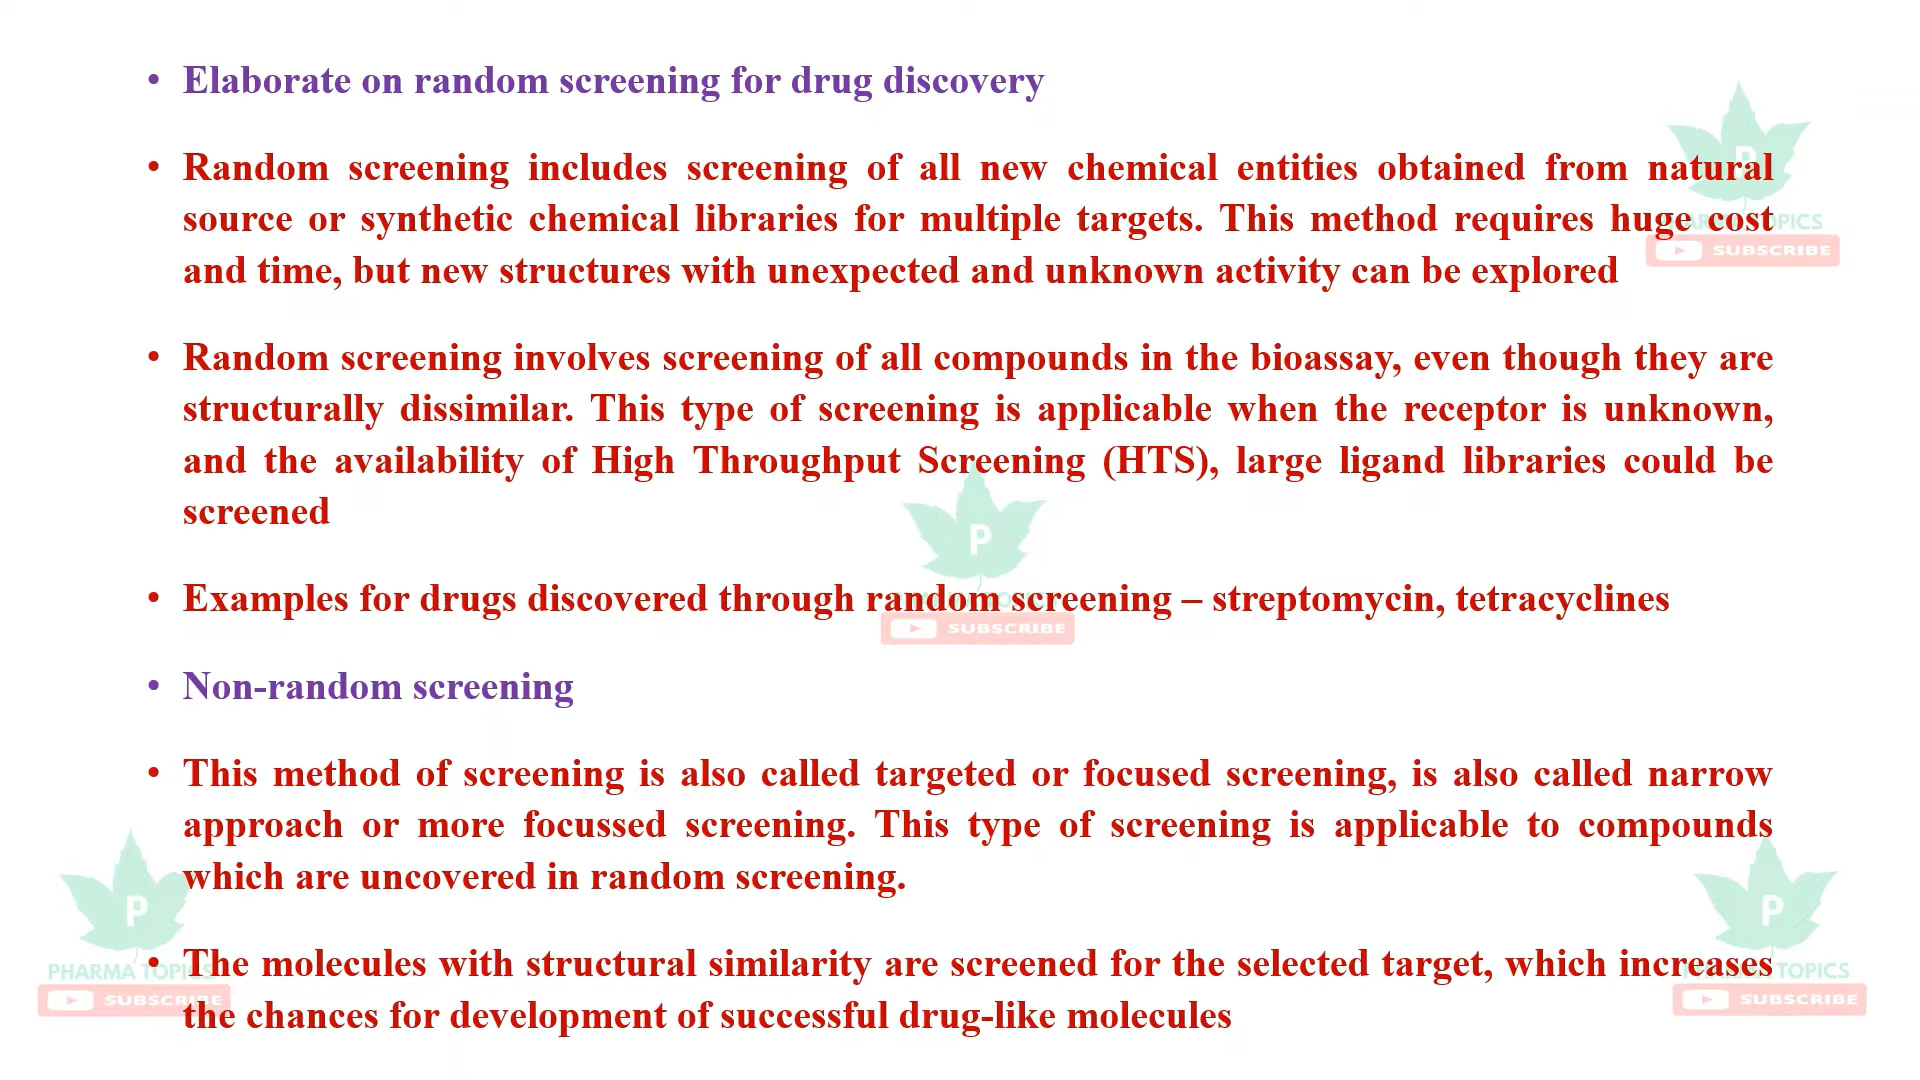 • Elaborate on random screening for drug discovery
• Random screening includes screening of all new chemical entities obtained from natural
source or synthetic chemical libraries for multiple targets. This method requires huge cost
and time, but new structures with unexpected and unknown activity can be explored
• Random screening involves screening of all compounds in the bioassay, even though they are
structurally dissimilar. This type of screening is applicable when the receptor is unknown,
and the availability of High Throughput Screening (HTS), large ligand libraries could be
screened
• Examples for drugs discovered through random screening – streptomycin, tetracyclines
• Non-random screening
• This method of screening is also called targeted or focused screening, is also called narrow
approach or more focussed screening. This type of screening is applicable to compounds
which are uncovered in random screening.
• The molecules with structural similarity are screened for the selected target, which increases
the chances for development of successful drug-like molecules
P
PHARMA TOPICS
SUBSCRIBE
P
SUBSCRIBE
P
PHARMA TOPICS
SUBSCRIBE
P
PHARMA TOPICS
SUBSCRIBE